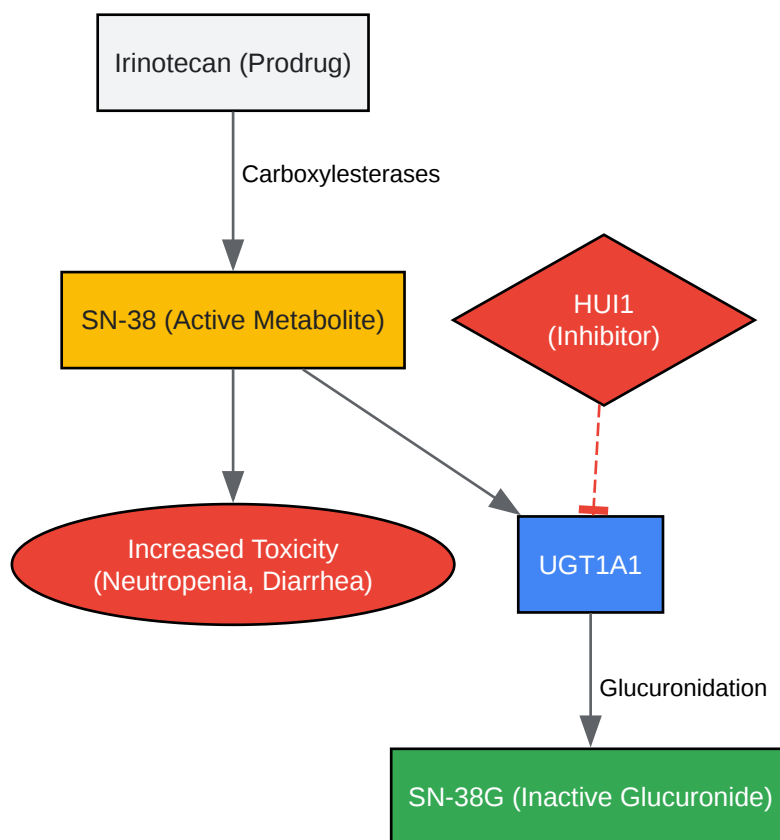 Irinotecan (Prodrug)
Carboxylesterases
SN-38 (Active Metabolite)
HUI1
(Inhibitor)
Increased Toxicity
(Neutropenia, Diarrhea)
UGT1A1
Glucuronidation
SN-38G (Inactive Glucuronide)